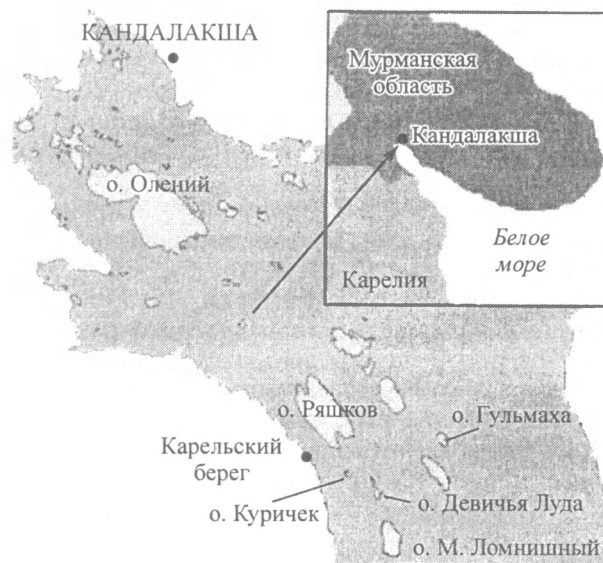 КАНДАЛАКША
Мурманская
область
Кандалакша
о. Олений
Белое
море
Карелия
о. Ряшков
о. Гульмаха
Карельский
берег
о. Куричек
о. Девичья Луда
о. М. Ломнишный